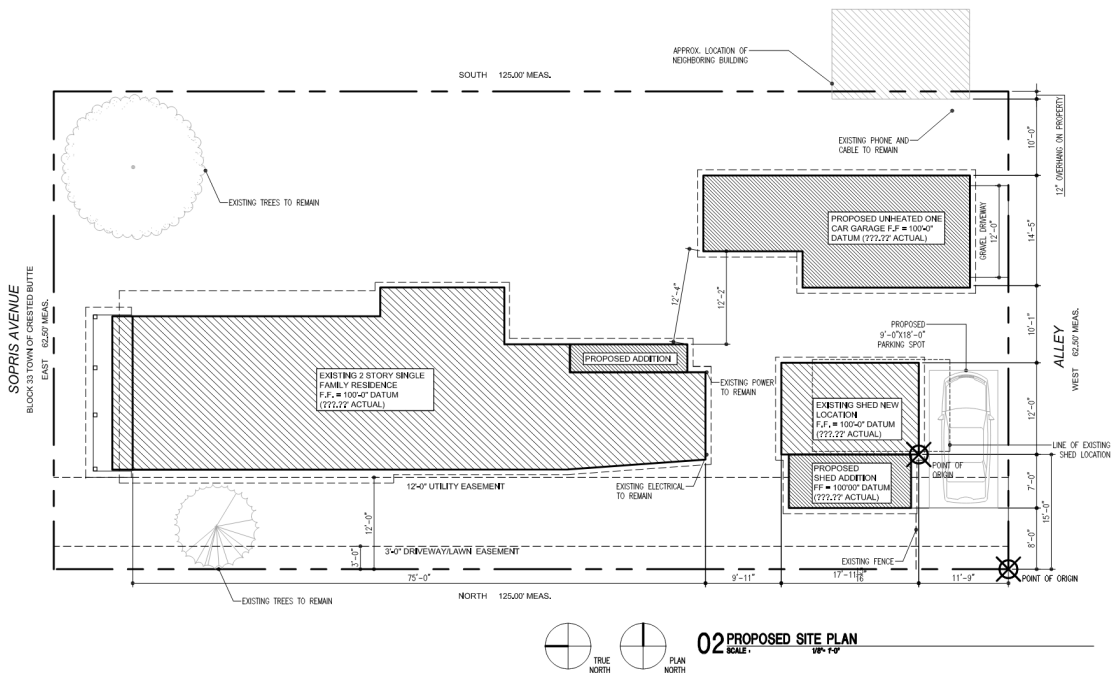 APPROX. LOCATION OF
NEIGHBORING BUILDING
SOUTH 125.00' MEAS.
EXISTING PHONE AND
CABLE TO REMAIN
10'-0"
12" OVERHANG ON PROPERTY
EXISTING TREES TO REMAIN
PROPOSED UNHEATED ONE
CAR GARAGE F.F = 100'-0"
DATUM (???.??' ACTUAL)
GRAVEL DRIVEWAY
12'-0"
14'-5"
SOPRIS AVENUE
BLOCK 33 TOWN OF CRESTED BUTTE
EAST 62.50' MEAS.
12'-4"
12'-2"
10'-1"
ALLEY
WEST 62.50' MEAS.
PROPOSED
9'-0"X18'-0"
PARKING SPOT
PROPOSED ADDITION
EXISTING 2 STORY SINGLE
FAMILY RESIDENCE
F.F. = 100'-0" DATUM
(???.??' ACTUAL)
EXISTING POWER
TO REMAIN
EXISTING SHED NEW
LOCATION
F.F. = 100'-0" DATUM
(???.??' ACTUAL)
12'-0"
LINE OF EXISTING
SHED LOCATION
POINT OF
ORIGIN
PROPOSED
SHED ADDITION
FF = 100'00" DATUM
(???.??' ACTUAL)
7'-0"
15'-0"
12'-0" UTILITY EASEMENT
EXISTING ELECTRICAL
TO REMAIN
12'-0"
8'-0"
3'-0" DRIVEWAY/LAWN EASEMENT
3'-0"
EXISTING FENCE
75'-0"
9'-11"
17'-11 13/16"
11'-9"
POINT OF ORIGIN
EXISTING TREES TO REMAIN
NORTH 125.00' MEAS.
TRUE
NORTH
PLAN
NORTH
02 PROPOSED SITE PLAN
SCALE : 1/8"= 1'-0"